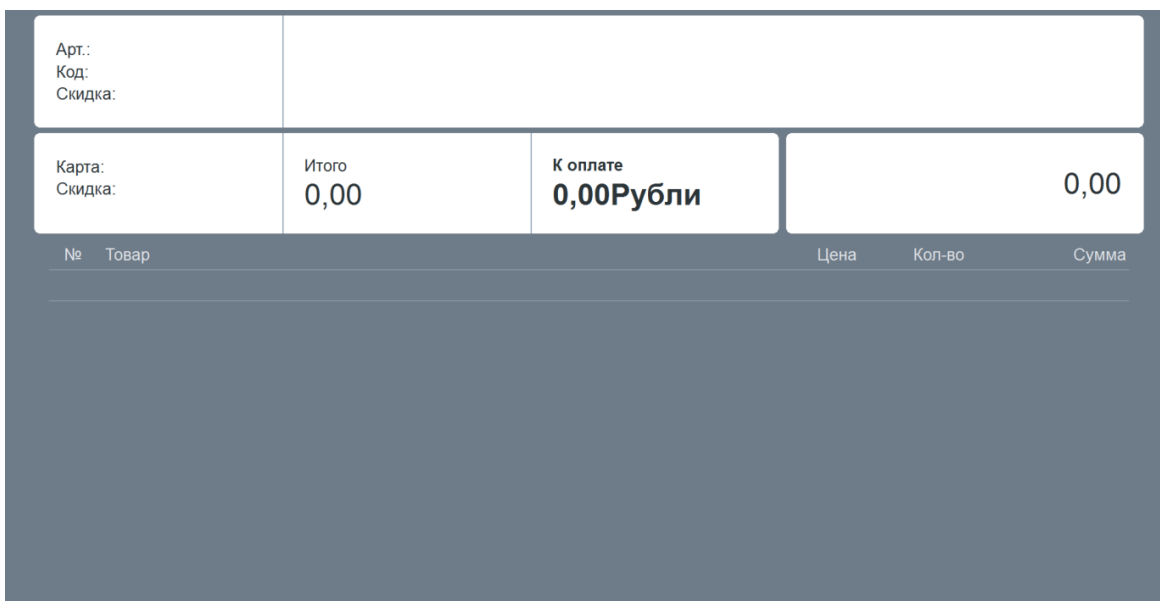 Арт.:
Код:
Скидка:
Карта:
Скидка:
Итого
0,00
К оплате
0,00Рубли
0,00
№ Товар Цена Кол-во Сумма